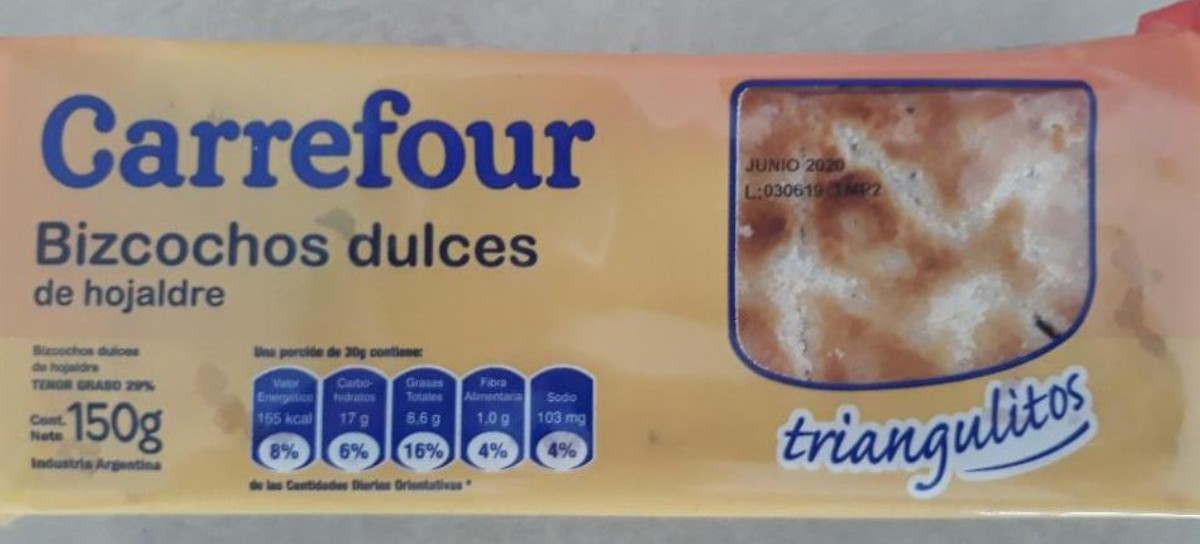 Carrefour
Bizcochos dulces
de hojaldre
Bizcochos dulces
de hojaldre
TENOR GRASO 29%
Cont.
Neto 150g
Industria Argentina
Una porción de 30g contiene:
Valor
Energético
155 kcal
8%
Carbo-
hidratos
17 g
6%
Grasas
Totales
8,6 g
16%
Fibra
Alimentaria
1,0 g
4%
Sodio
103 mg
4%
de las Cantidades Diarias Orientativas *
JUNIO 2020
L:030619 3 MP2
triangulitos